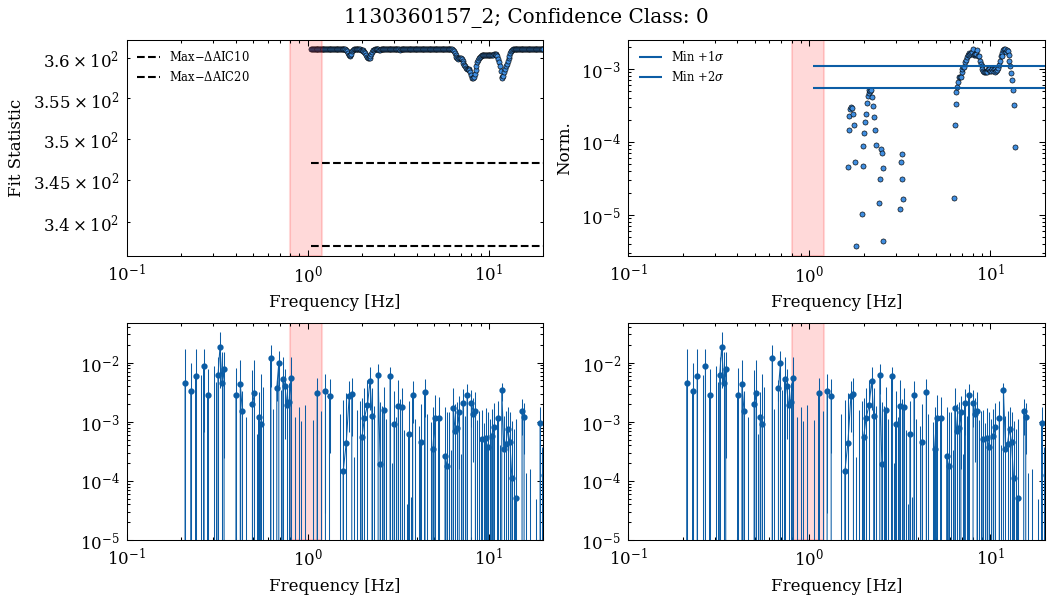 1130360157_2; Confidence Class: 0
Fit Statistic
3.6 × 10²
3.55 × 10²
3.5 × 10²
3.45 × 10²
3.4 × 10²
Max−ΔAIC10
Max−ΔAIC20
10⁻¹ 10⁰ 10¹
Frequency [Hz]
Norm.
10⁻³
10⁻⁴
10⁻⁵
Min +1σ
Min +2σ
10⁻¹ 10⁰ 10¹
Frequency [Hz]
10⁻²
10⁻³
10⁻⁴
10⁻⁵
10⁻¹ 10⁰ 10¹
Frequency [Hz]
10⁻²
10⁻³
10⁻⁴
10⁻⁵
10⁻¹ 10⁰ 10¹
Frequency [Hz]